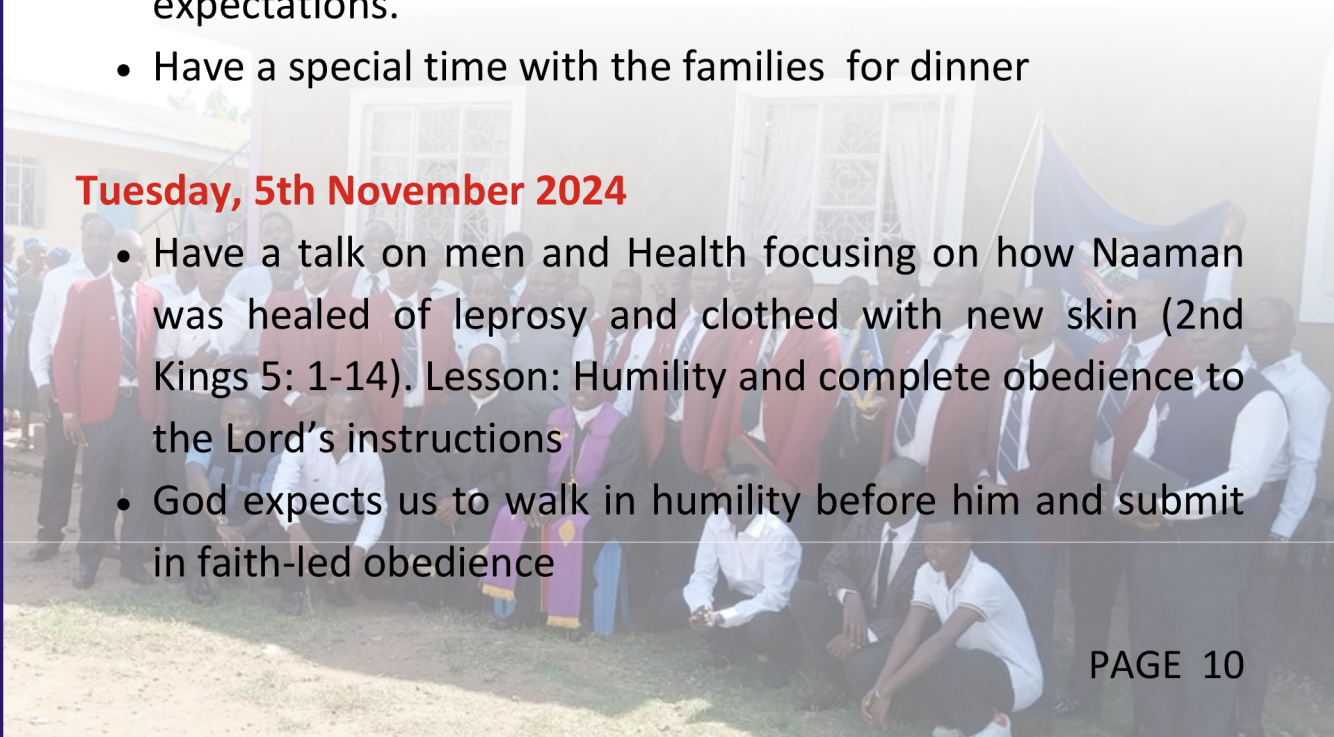 expectations.
• Have a special time with the families  for dinner
Tuesday, 5th November 2024
• Have a talk on men and Health focusing on how Naaman
was healed of leprosy and clothed with new skin (2nd
Kings 5: 1-14). Lesson: Humility and complete obedience to
the Lord’s instructions
• God expects us to walk in humility before him and submit
in faith-led obedience
PAGE  10